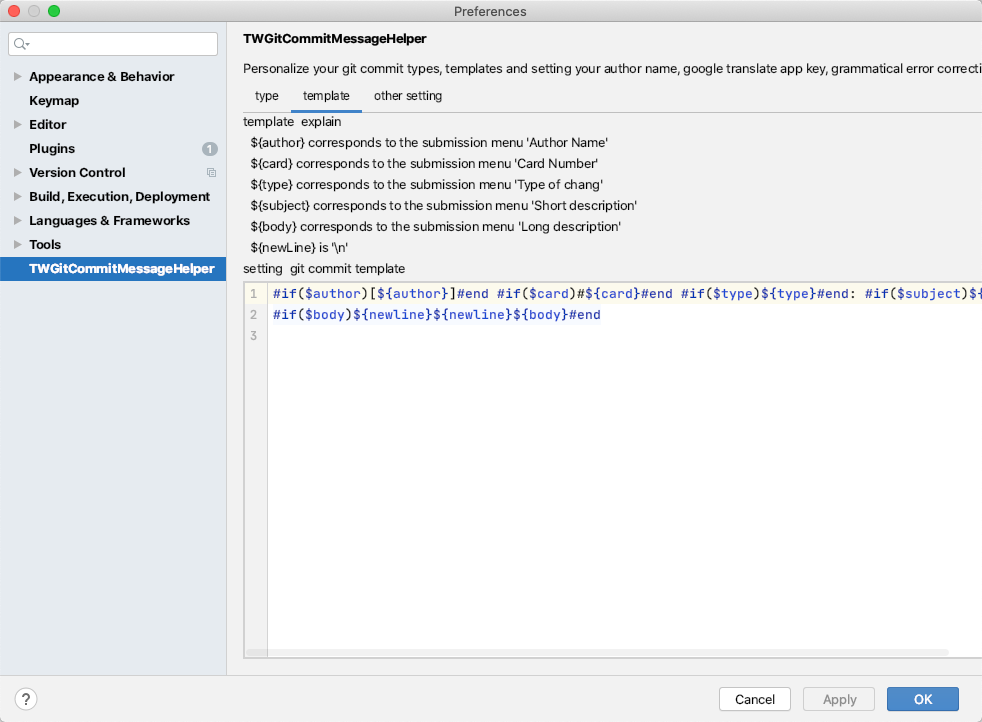 Preferences
TWGitCommitMessageHelper
Personalize your git commit types, templates and setting your author name, google translate app key, grammatical error correcti
Appearance & Behavior
Keymap
Editor
Plugins 1
Version Control
Build, Execution, Deployment
Languages & Frameworks
Tools
TWGitCommitMessageHelper
type template other setting
template explain
${author} corresponds to the submission menu 'Author Name'
${card} corresponds to the submission menu 'Card Number'
${type} corresponds to the submission menu 'Type of chang'
${subject} corresponds to the submission menu 'Short description'
${body} corresponds to the submission menu 'Long description'
${newLine} is '\n'
setting git commit template
1 #if($author)[${author}]#end #if($card)#${card}#end #if($type)${type}#end: #if($subject)${
2 #if($body)${newline}${newline}${body}#end
3
? Cancel Apply OK